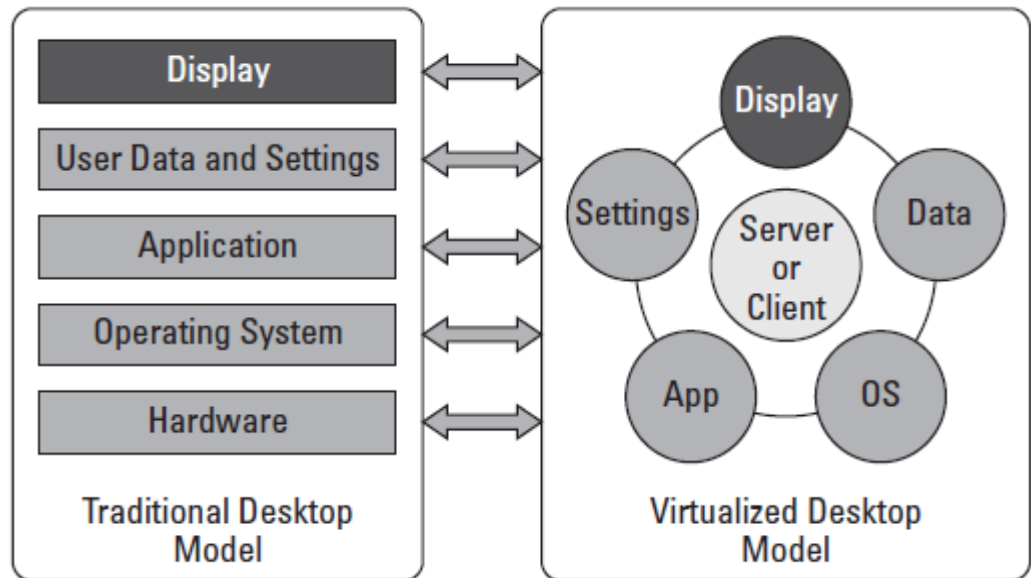 Display
User Data and Settings
Application
Operating System
Hardware
Traditional Desktop
Model
Display
Settings
Data
Server
or
Client
App
OS
Virtualized Desktop
Model